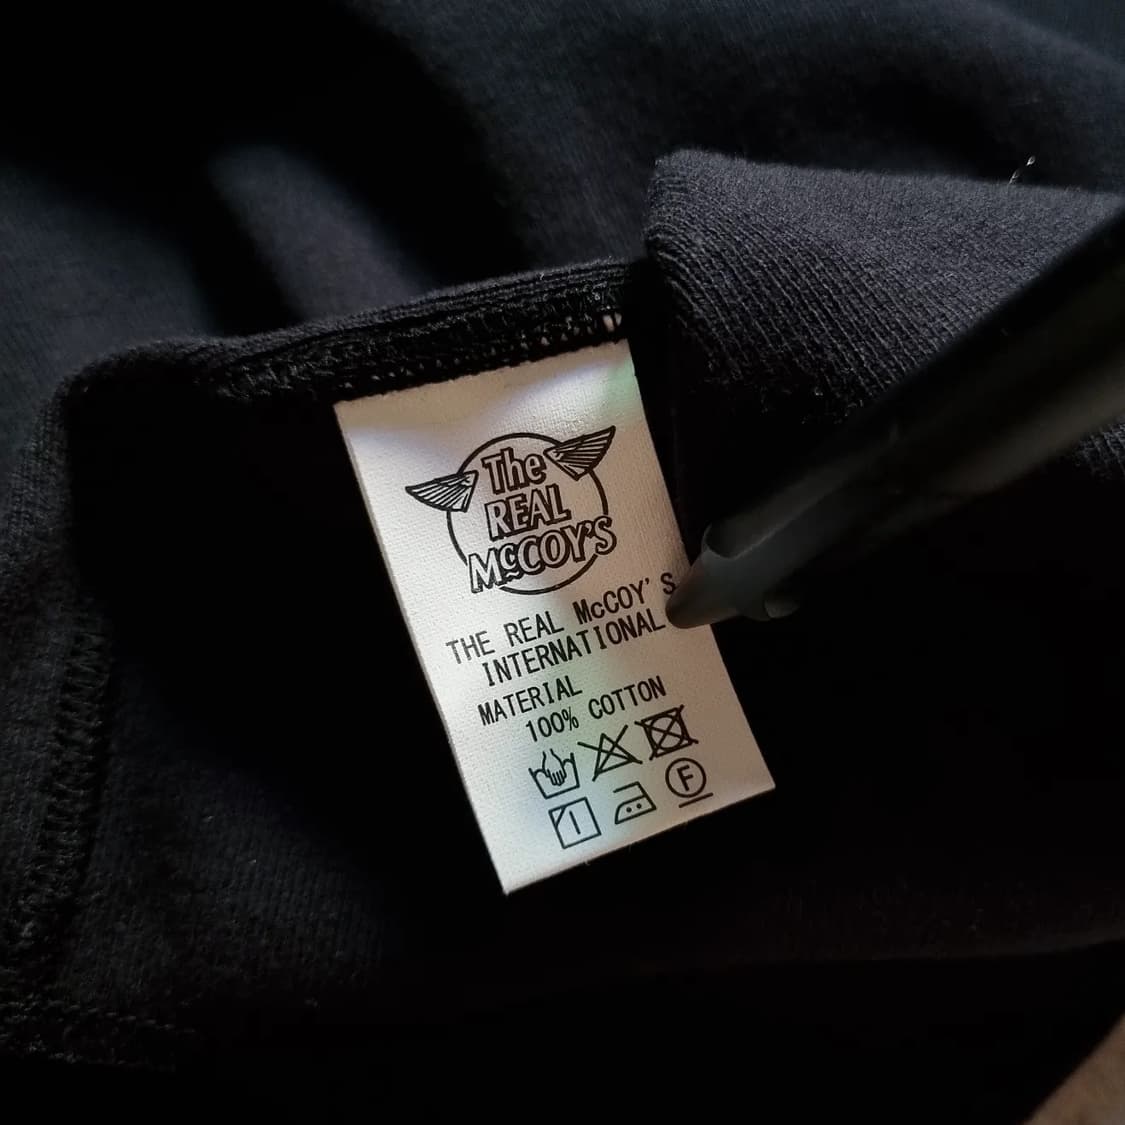 The
REAL
McCOY'S
THE REAL McCOY'S
INTERNATIONAL
MATERIAL
100% COTTON
F